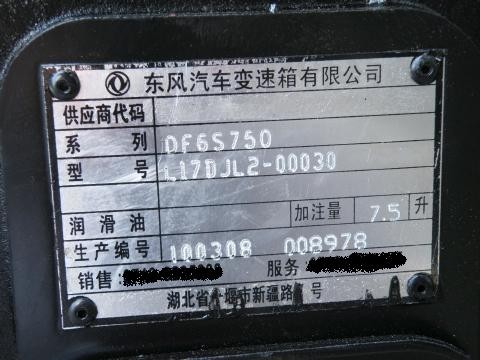 东风汽车变速箱有限公司
供应商代码
系 列 DF6S750
型 号 L17DJL2-00030
润滑油 加注量 7.5 升
生产编号 100308 008978
销售 服务
湖北省十堰市新疆路 号